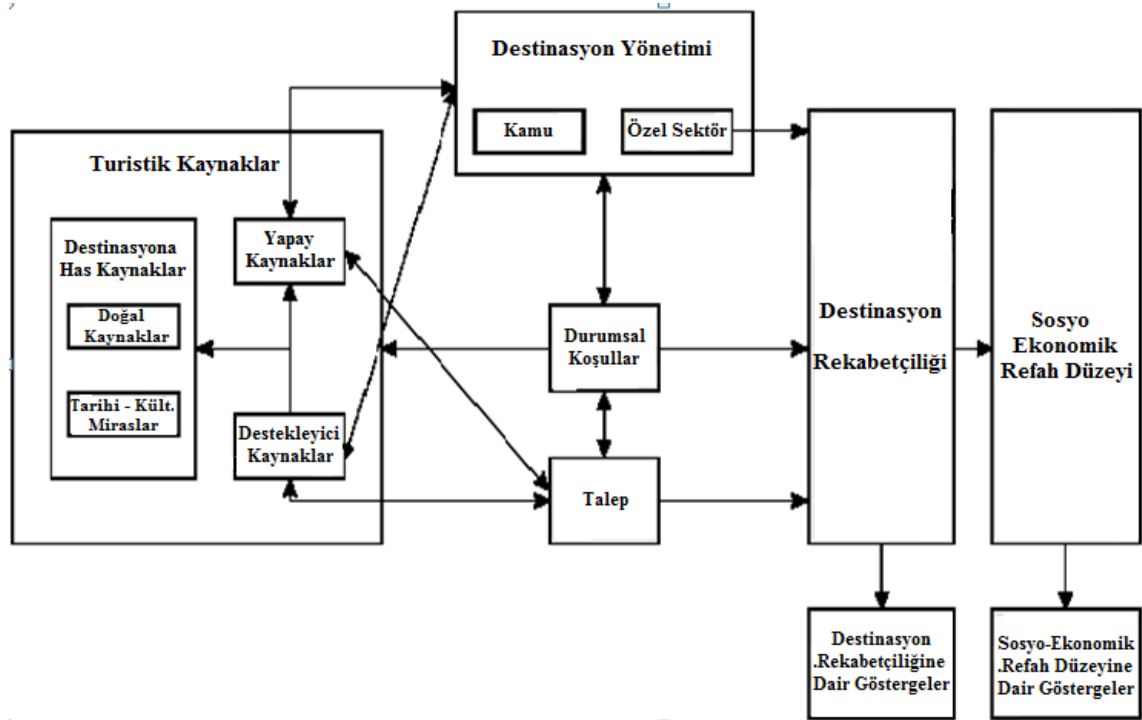 Destinasyon Yönetimi
Kamu
Özel Sektör
Turistik Kaynaklar
Destinasyona
Has Kaynaklar
Doğal
Kaynaklar
Tarihi - Kült.
Miraslar
Yapay
Kaynaklar
Destekleyici
Kaynaklar
Durumsal
Koşullar
Talep
Destinasyon
Rekabetçiliği
Sosyo
Ekonomik
Refah Düzeyi
Destinasyon
.Rekabetçiliğine
Dair Göstergeler
Sosyo-Ekonomik
.Refah Düzeyine
Dair Göstergeler